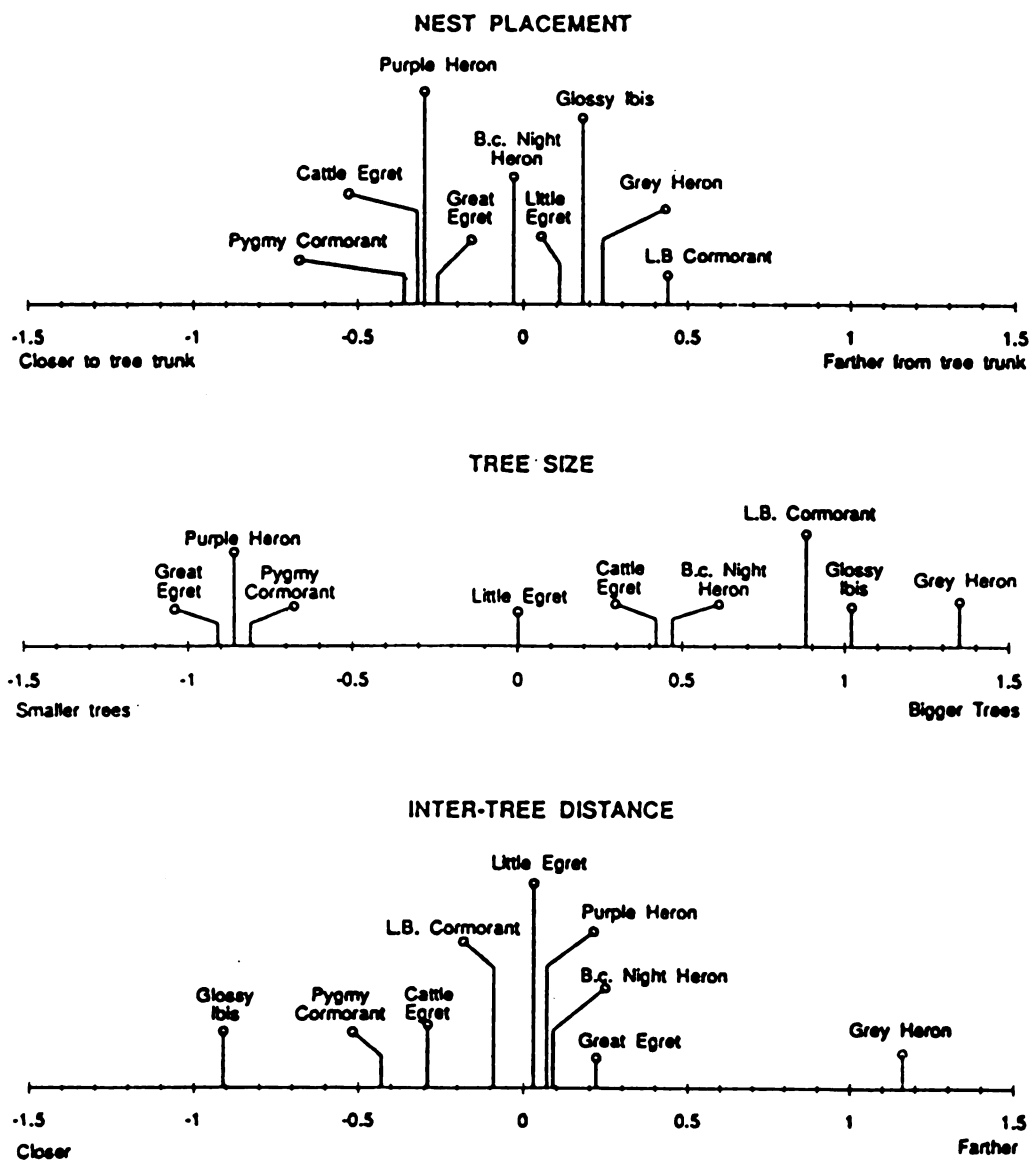 NEST PLACEMENT
Purple Heron
Glossy Ibis
B.c. Night
Heron
Cattle Egret
Great
Egret
Little
Egret
Grey Heron
Pygmy Cormorant
L.B Cormorant
-1.5 -1 -0.5 0 0.5 1 1.5
Closer to tree trunk Farther from tree trunk
TREE SIZE
L.B. Cormorant
Purple Heron
Great
Egret
Pygmy
Cormorant
Little Egret
Cattle
Egret
B.c. Night
Heron
Glossy
Ibis
Grey Heron
-1.5 -1 -0.5 0 0.5 1 1.5
Smaller trees Bigger Trees
INTER-TREE DISTANCE
Little Egret
L.B. Cormorant
Purple Heron
B.c. Night Heron
Glossy
Ibis
Pygmy
Cormorant
Cattle
Egret
Great Egret
Grey Heron
-1.5 -1 -0.5 0 0.5 1 1.5
Closer Farther